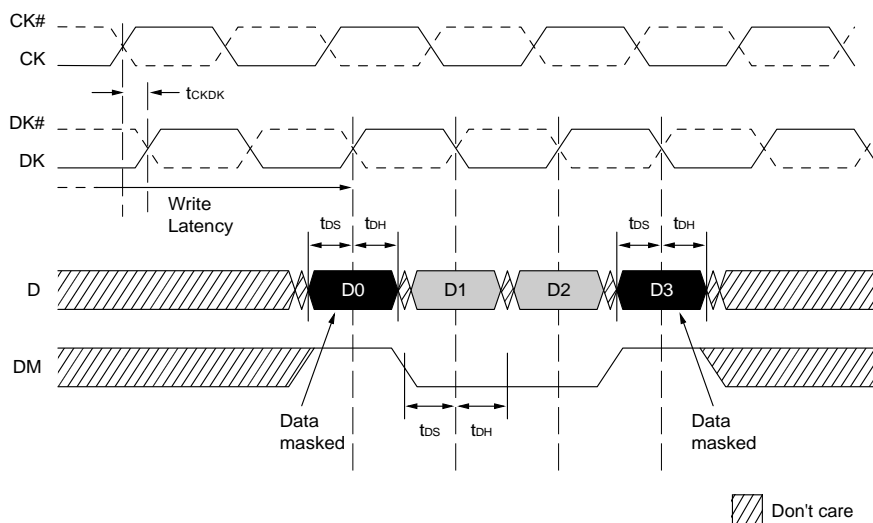 CK#
CK
tCKDK
DK#
DK
Write
Latency
tDS tDH tDS tDH
D D0 D1 D2 D3
DM
Data
masked
tDS tDH
Data
masked
Don't care